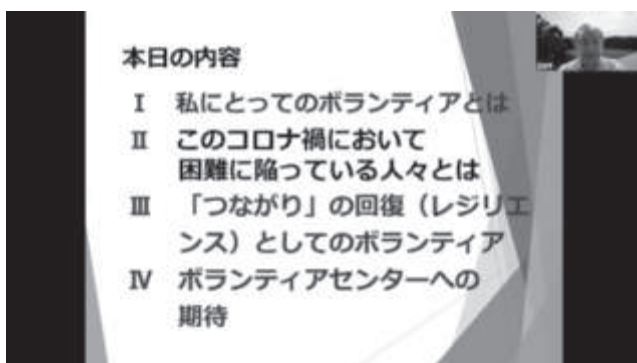 本日の内容
Ⅰ 私にとってのボランティアとは
Ⅱ このコロナ禍において
困難に陥っている人々とは
Ⅲ 「つながり」の回復（レジリエ
ンス）としてのボランティア
Ⅳ ボランティアセンターへの
期待